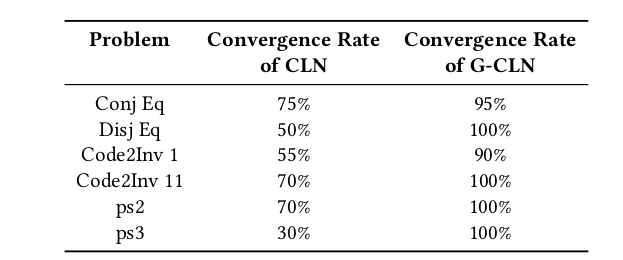 Problem Convergence Rate of CLN Convergence Rate of G-CLN
Conj Eq 75% 95%
Disj Eq 50% 100%
Code2Inv 1 55% 90%
Code2Inv 11 70% 100%
ps2 70% 100%
ps3 30% 100%